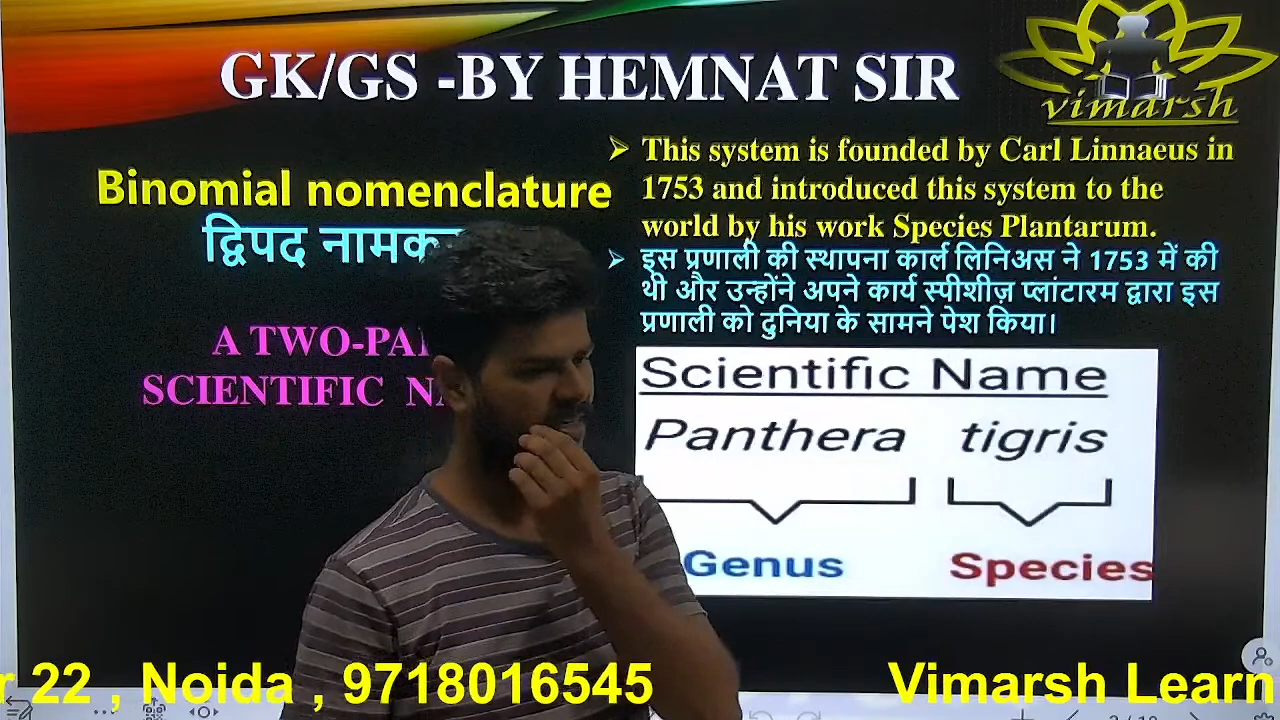 GK/GS -BY HEMNAT SIR
vimarsh
Binomial nomenclature
द्विपद
A TWO-PA
SCIENTIFIC
This system is founded by Carl Linnaeus in
1753 and introduced this system to the
world by his work Species Plantarum.
इस प्रणाली की स्थापना कार्ल लिनिअस ने 1753 में की
थी और उन्होंने अपने कार्य स्पीशीज़ प्लांटारम द्वारा इस
प्रणाली को दुनिया के सामने पेश किया।
Scientific Name
Panthera tigris
Genus Species
22 , Noida , 9718016545 Vimarsh Learn